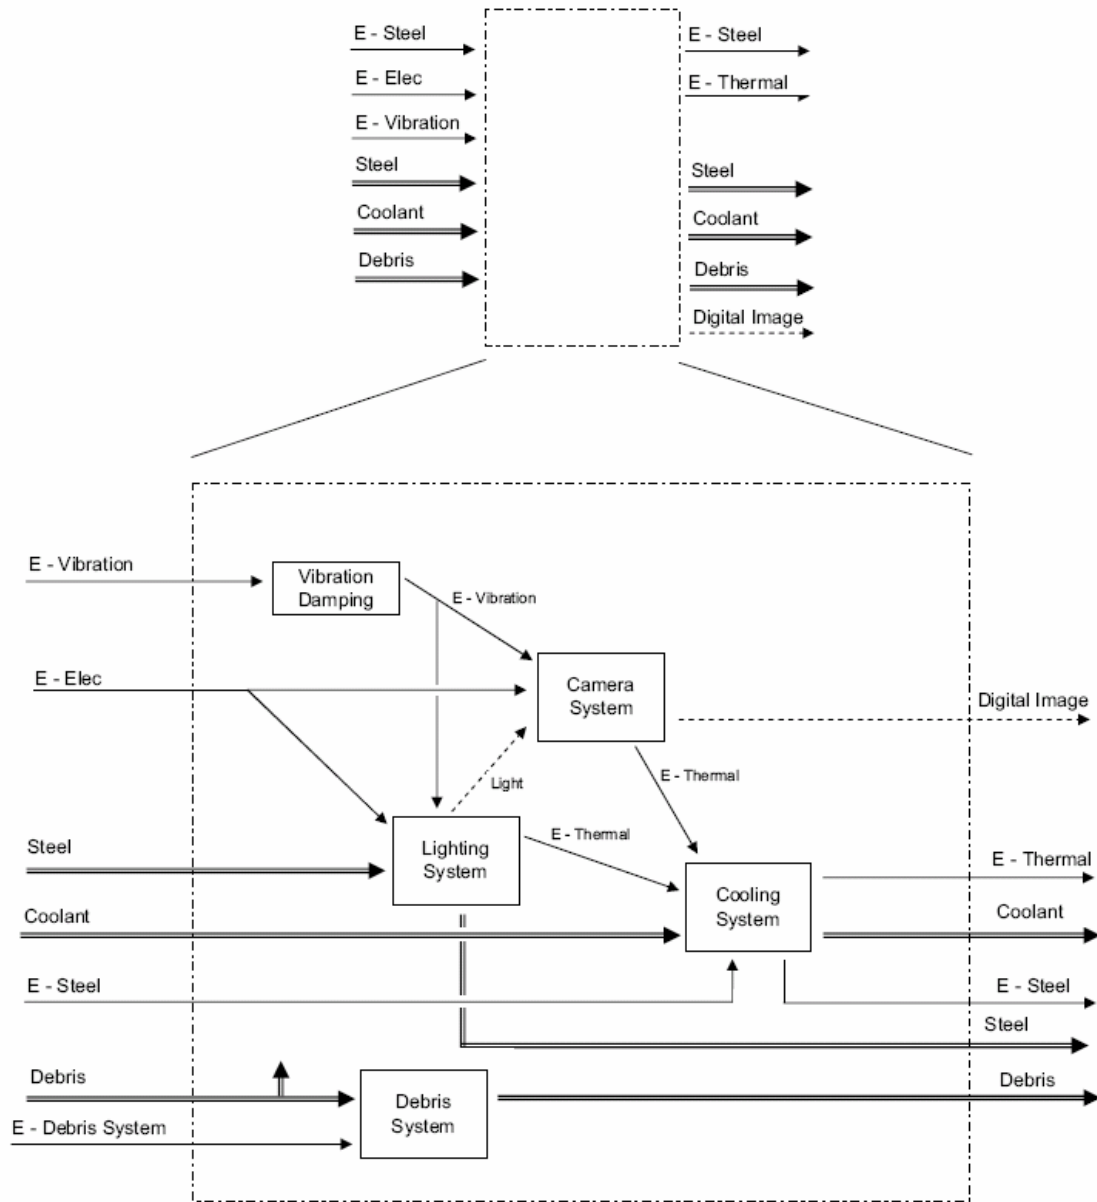 E - Steel
E - Elec
E - Vibration
Steel
Coolant
Debris
E - Steel
E - Thermal
Steel
Coolant
Debris
Digital Image
E - Vibration
Vibration
Damping
E - Vibration
E - Elec
Camera
System
Digital Image
Light
E - Thermal
Steel
Lighting
System
E - Thermal
E - Thermal
Coolant
Cooling
System
Coolant
E - Steel
E - Steel
Steel
Debris
Debris
System
Debris
E - Debris System